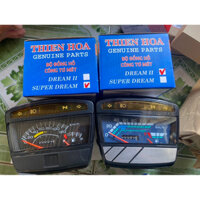 THIEN HOA
GENUINE PARTS
BỘ ĐỒNG HỒ
CÔNG TƠ MÉT
DREAM II
SUPER DREAM
THIEN HOA
GENUINE PARTS
BỘ ĐỒNG HỒ
CÔNG TƠ MÉT
DREAM II
SUPER DREAM